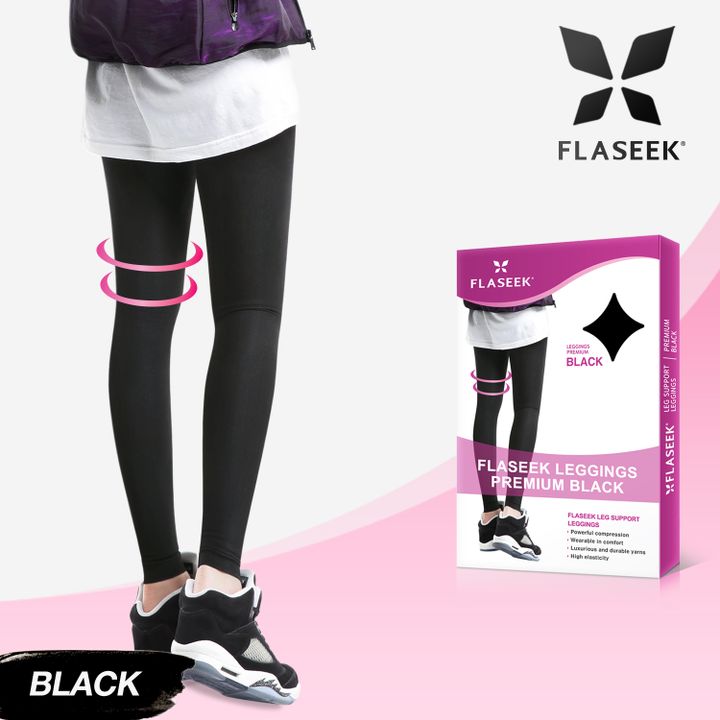 FLASEEK®
FLASEEK®
LEGGINGS
PREMIUM
BLACK
FLASEEK LEGGINGS
PREMIUM BLACK
FLASEEK LEG SUPPORT
LEGGINGS
• Powerful compression
• Wearable in comfort
• Luxurious and durable yarns
• High elasticity
FLASEEK®
LEG SUPPORT
LEGGINGS
PREMIUM
BLACK
BLACK